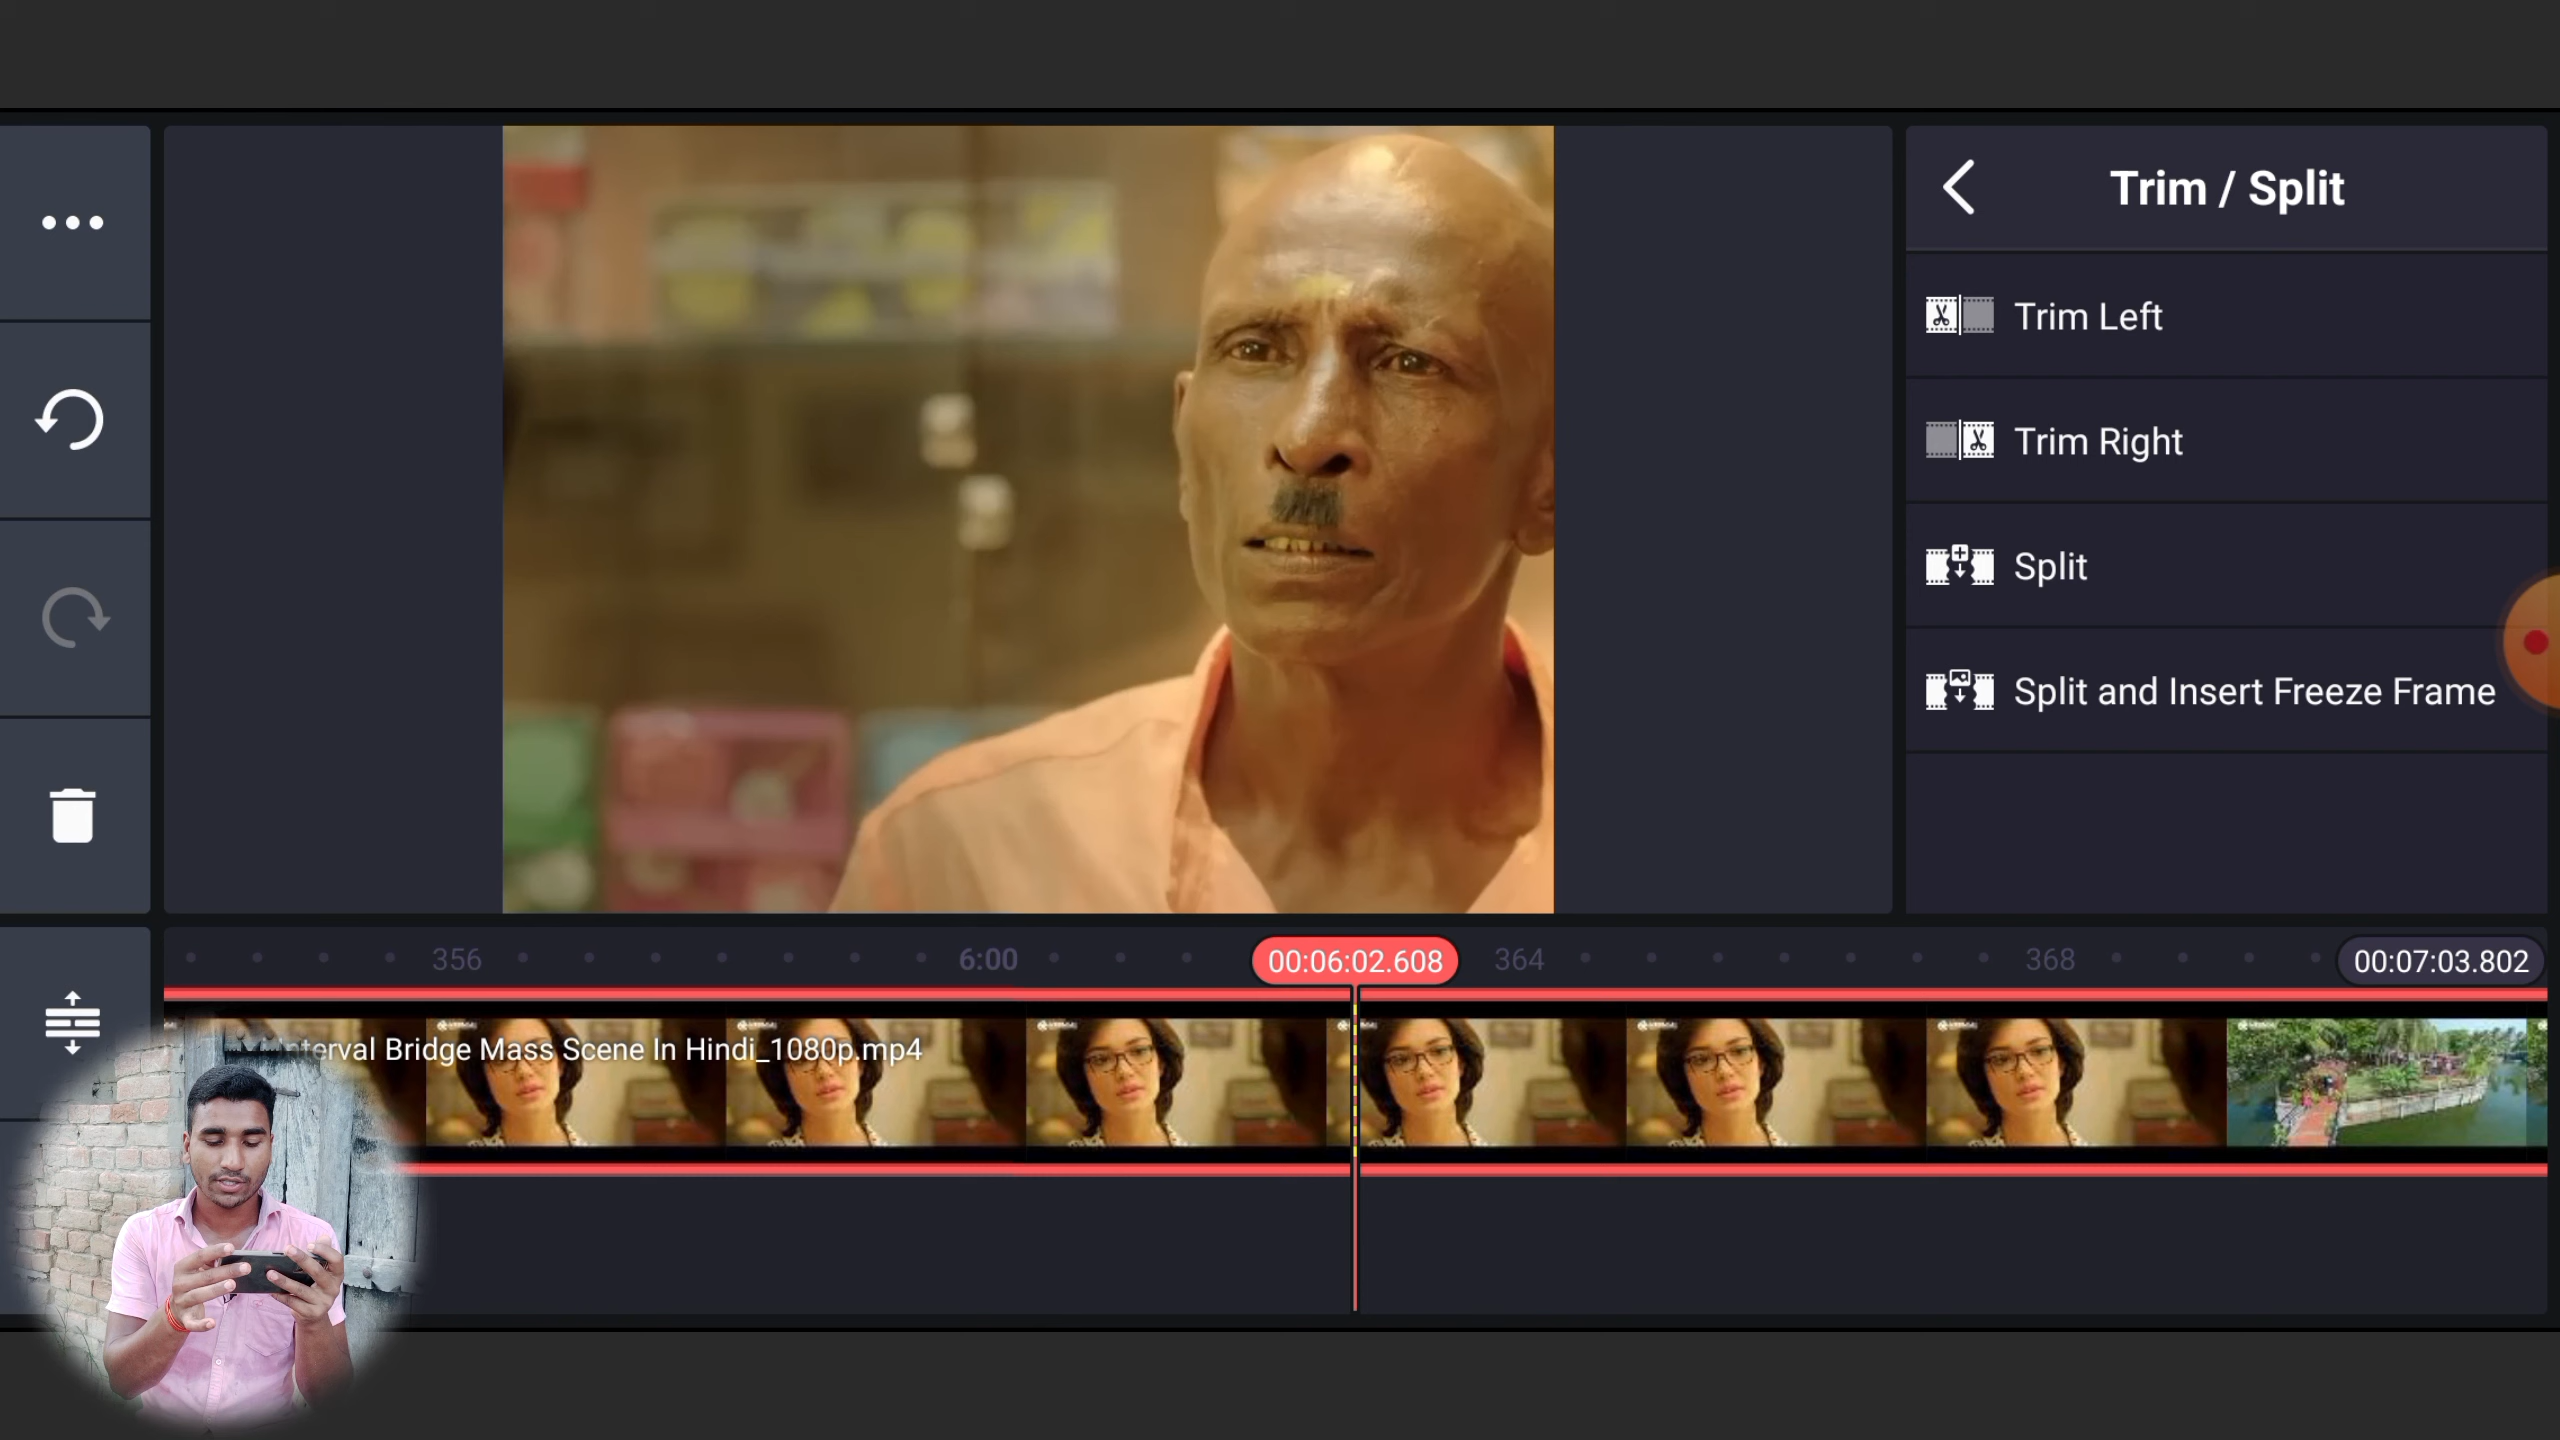 Trim / Split
Trim Left
Trim Right
Split
Split and Insert Freeze Frame
356
6:00
00:06:02.608
364
368
00:07:03.802
Interval Bridge Mass Scene In Hindi_1080p.mp4